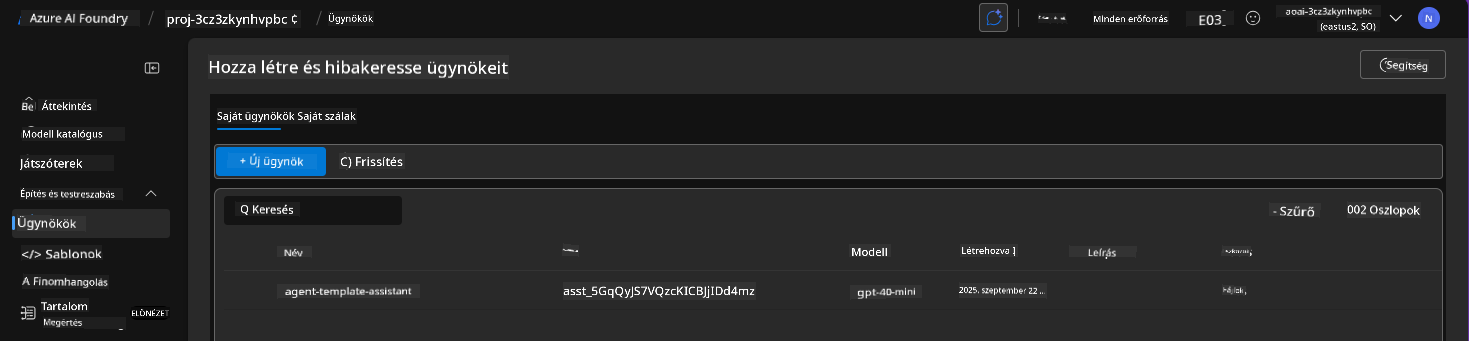 Azure AI Foundry / proj-3cz3zkynhvpbc ¢ / Ügynökök
Minden erőforrás
E03_
aoai-3cz3zkynhvpbc
(eastus2, SO)
N
Hozza létre és hibakeresse ügynökeit
Segítség
Be Áttekintés
Modell katalógus
Játszóterek
Építés és testreszabás
Ügynökök
</> Sablonok
A Finomhangolás
Tartalom
Megértés
ELŐNÉZET
Saját ügynökök Saját szálak
+ Új ügynök
C) Frissítés
Q Keresés
- Szűrő
002 Oszlopok
Név Modell Létrehozva ] Leírás
agent-template-assistant asst_5GqQyJS7VQzcKICBJjIDd4mz gpt-40-mini 2025. szeptember 22 ... Fájlok,